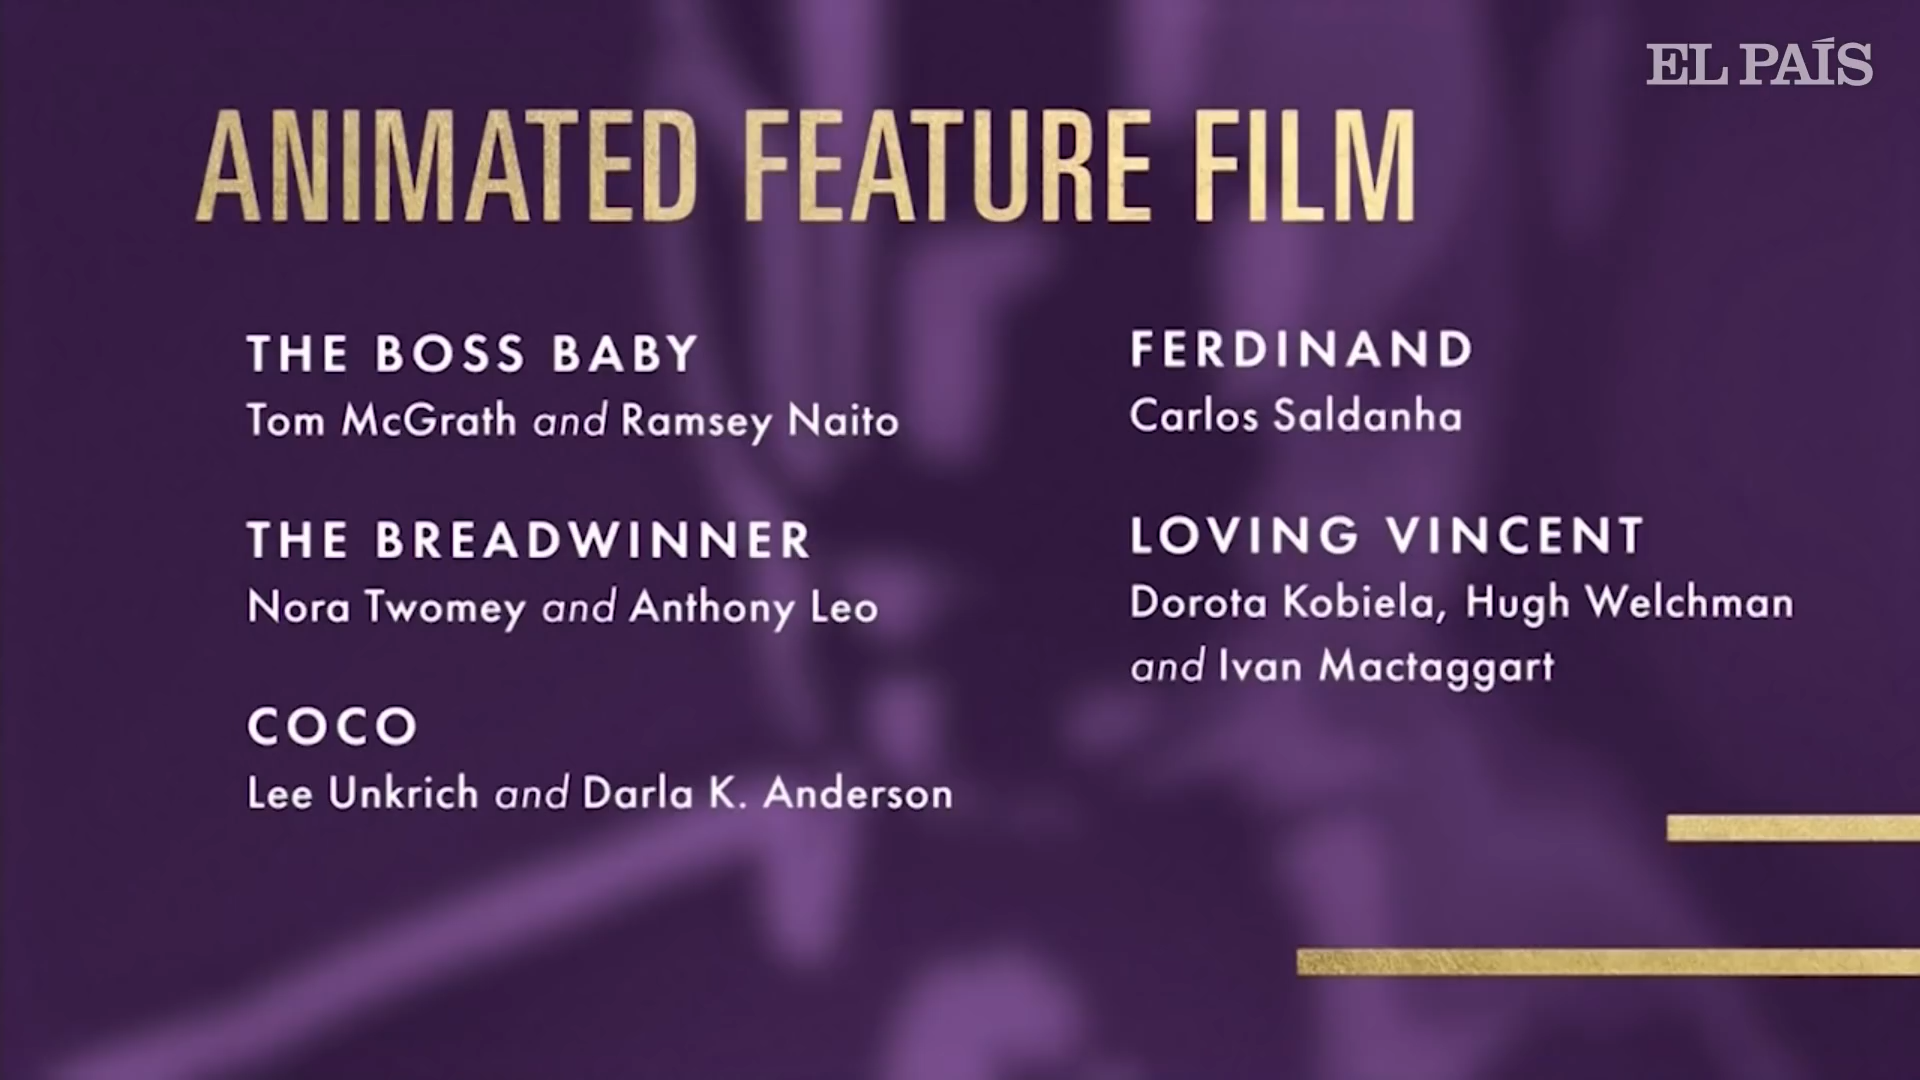 EL PAÍS
ANIMATED FEATURE FILM
THE BOSS BABY
Tom McGrath and Ramsey Naito
THE BREADWINNER
Nora Twomey and Anthony Leo
COCO
Lee Unkrich and Darla K. Anderson
FERDINAND
Carlos Saldanha
LOVING VINCENT
Dorota Kobiela, Hugh Welchman
and Ivan Mactaggart